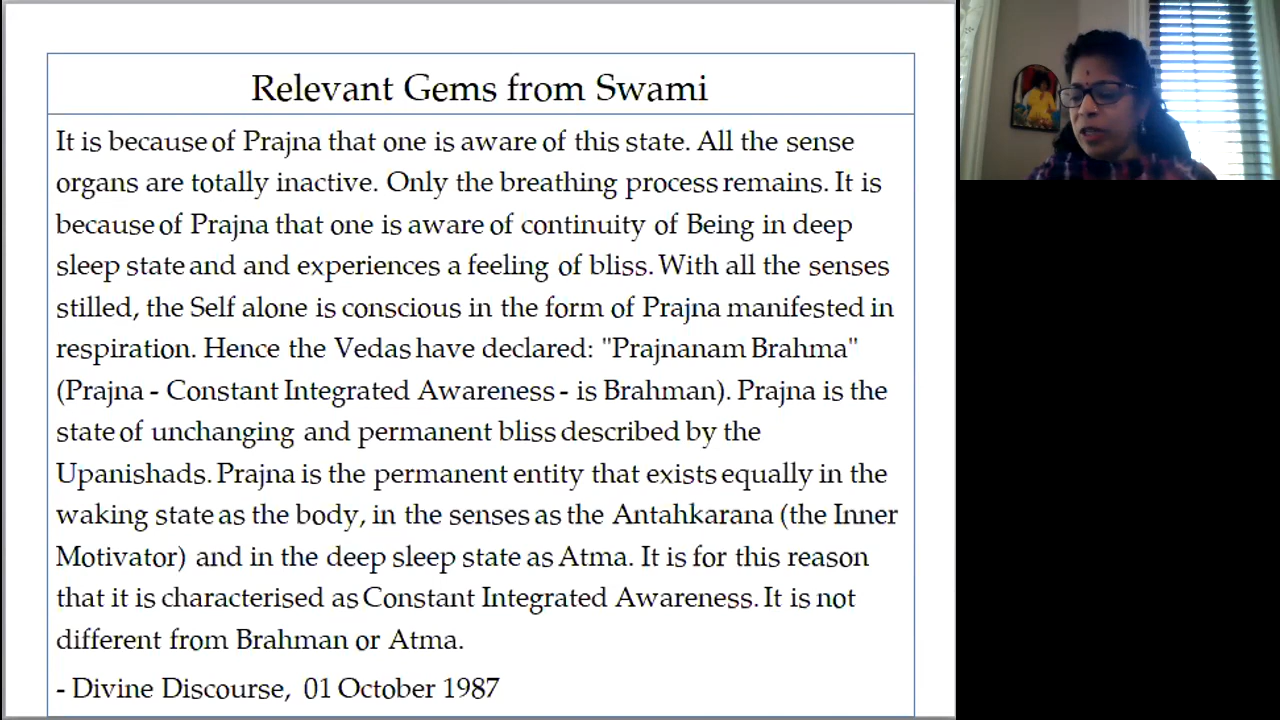 Relevant Gems from Swami
It is because of Prajna that one is aware of this state. All the sense
organs are totally inactive. Only the breathing process remains. It is
because of Prajna that one is aware of continuity of Being in deep
sleep state and and experiences a feeling of bliss. With all the senses
stilled, the Self alone is conscious in the form of Prajna manifested in
respiration. Hence the Vedas have declared: "Prajnanam Brahma"
(Prajna - Constant Integrated Awareness - is Brahman). Prajna is the
state of unchanging and permanent bliss described by the
Upanishads. Prajna is the permanent entity that exists equally in the
waking state as the body, in the senses as the Antahkarana (the Inner
Motivator) and in the deep sleep state as Atma. It is for this reason
that it is characterised as Constant Integrated Awareness. It is not
different from Brahman or Atma.
- Divine Discourse, 01 October 1987